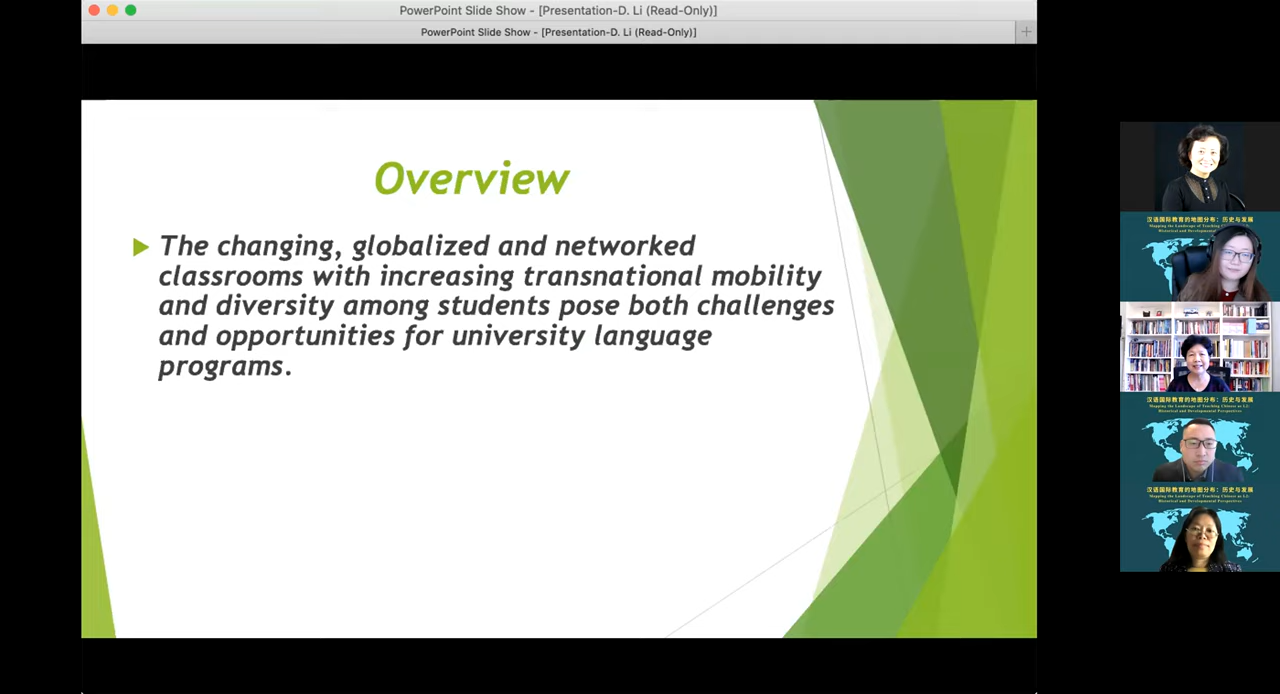 PowerPoint Slide Show - [Presentation-D. Li (Read-Only)]
PowerPoint Slide Show - [Presentation-D. Li (Read-Only)]
Overview
The changing, globalized and networked
classrooms with increasing transnational mobility
and diversity among students pose both challenges
and opportunities for university language
programs.
汉语国际教育的地图分布：历史与发展
Mapping the Landscape of Teaching Chinese as L2:
Historical and Developmental Perspectives
汉语国际教育的地图分布：历史与发展
Mapping the Landscape of Teaching Chinese as L2:
Historical and Developmental Perspectives
汉语国际教育的地图分布：历史与发展
Mapping the Landscape of Teaching Chinese as L2:
Historical and Developmental Perspectives